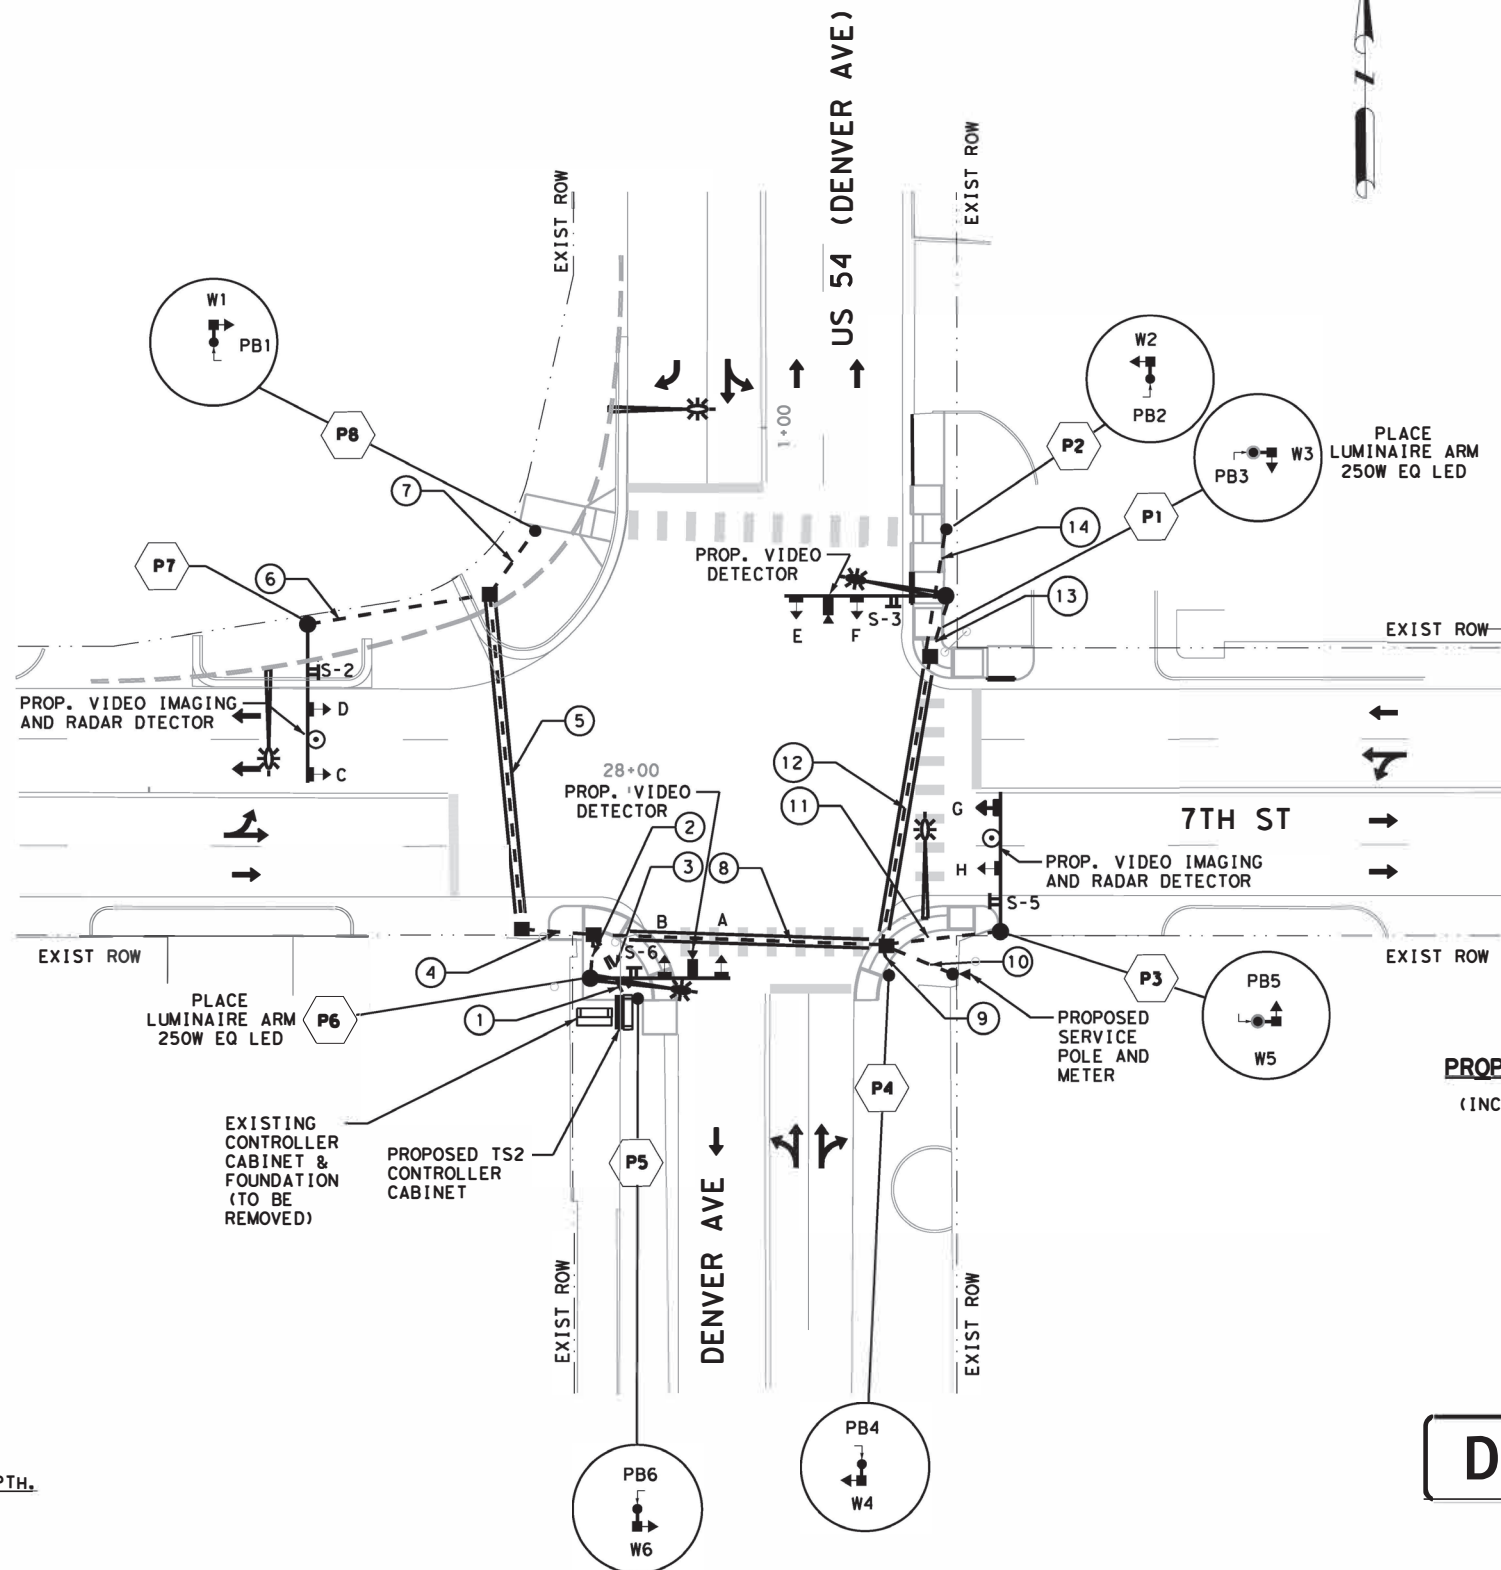 US 54 (DENVER AVE)
N
EXIST ROW
EXIST ROW
W1
PB1
P8
W2
PB2
P2
W3
PB3
PLACE
LUMINAIRE ARM
250W EQ LED
1+00
P1
7
14
PROP. VIDEO
DETECTOR
P7
6
13
E
F
S-3
EXIST ROW
S-2
D
PROP. VIDEO IMAGING
AND RADAR DTECTOR
C
5
12
28+00
PROP. VIDEO
DETECTOR
2
11
G
7TH ST
3
8
H
PROP. VIDEO IMAGING
AND RADAR DETECTOR
S-5
B
A
EXIST ROW
4
S-6
10
EXIST ROW
P3
PB5
W5
PLACE
LUMINAIRE ARM
250W EQ LED
P6
1
9
PROPOSED
SERVICE
POLE AND
METER
P4
PROP
(INC
EXISTING
CONTROLLER
CABINET &
FOUNDATION
(TO BE
REMOVED)
PROPOSED TS2
CONTROLLER
CABINET
P5
DENVER AVE
EXIST ROW
EXIST ROW
PB4
W4
PB6
W6
PTH.
D